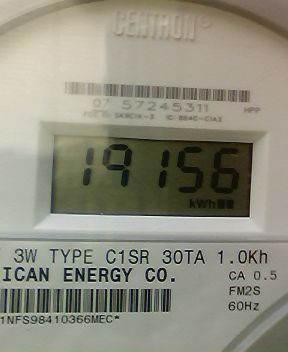 CENTRON®
07 57245311 HPP
19156
kWh
3W TYPE C1SR 30TA 1.0Kh
ICAN ENERGY CO. CA 0.5
FM2S
60Hz
1NFS98410366MEC*